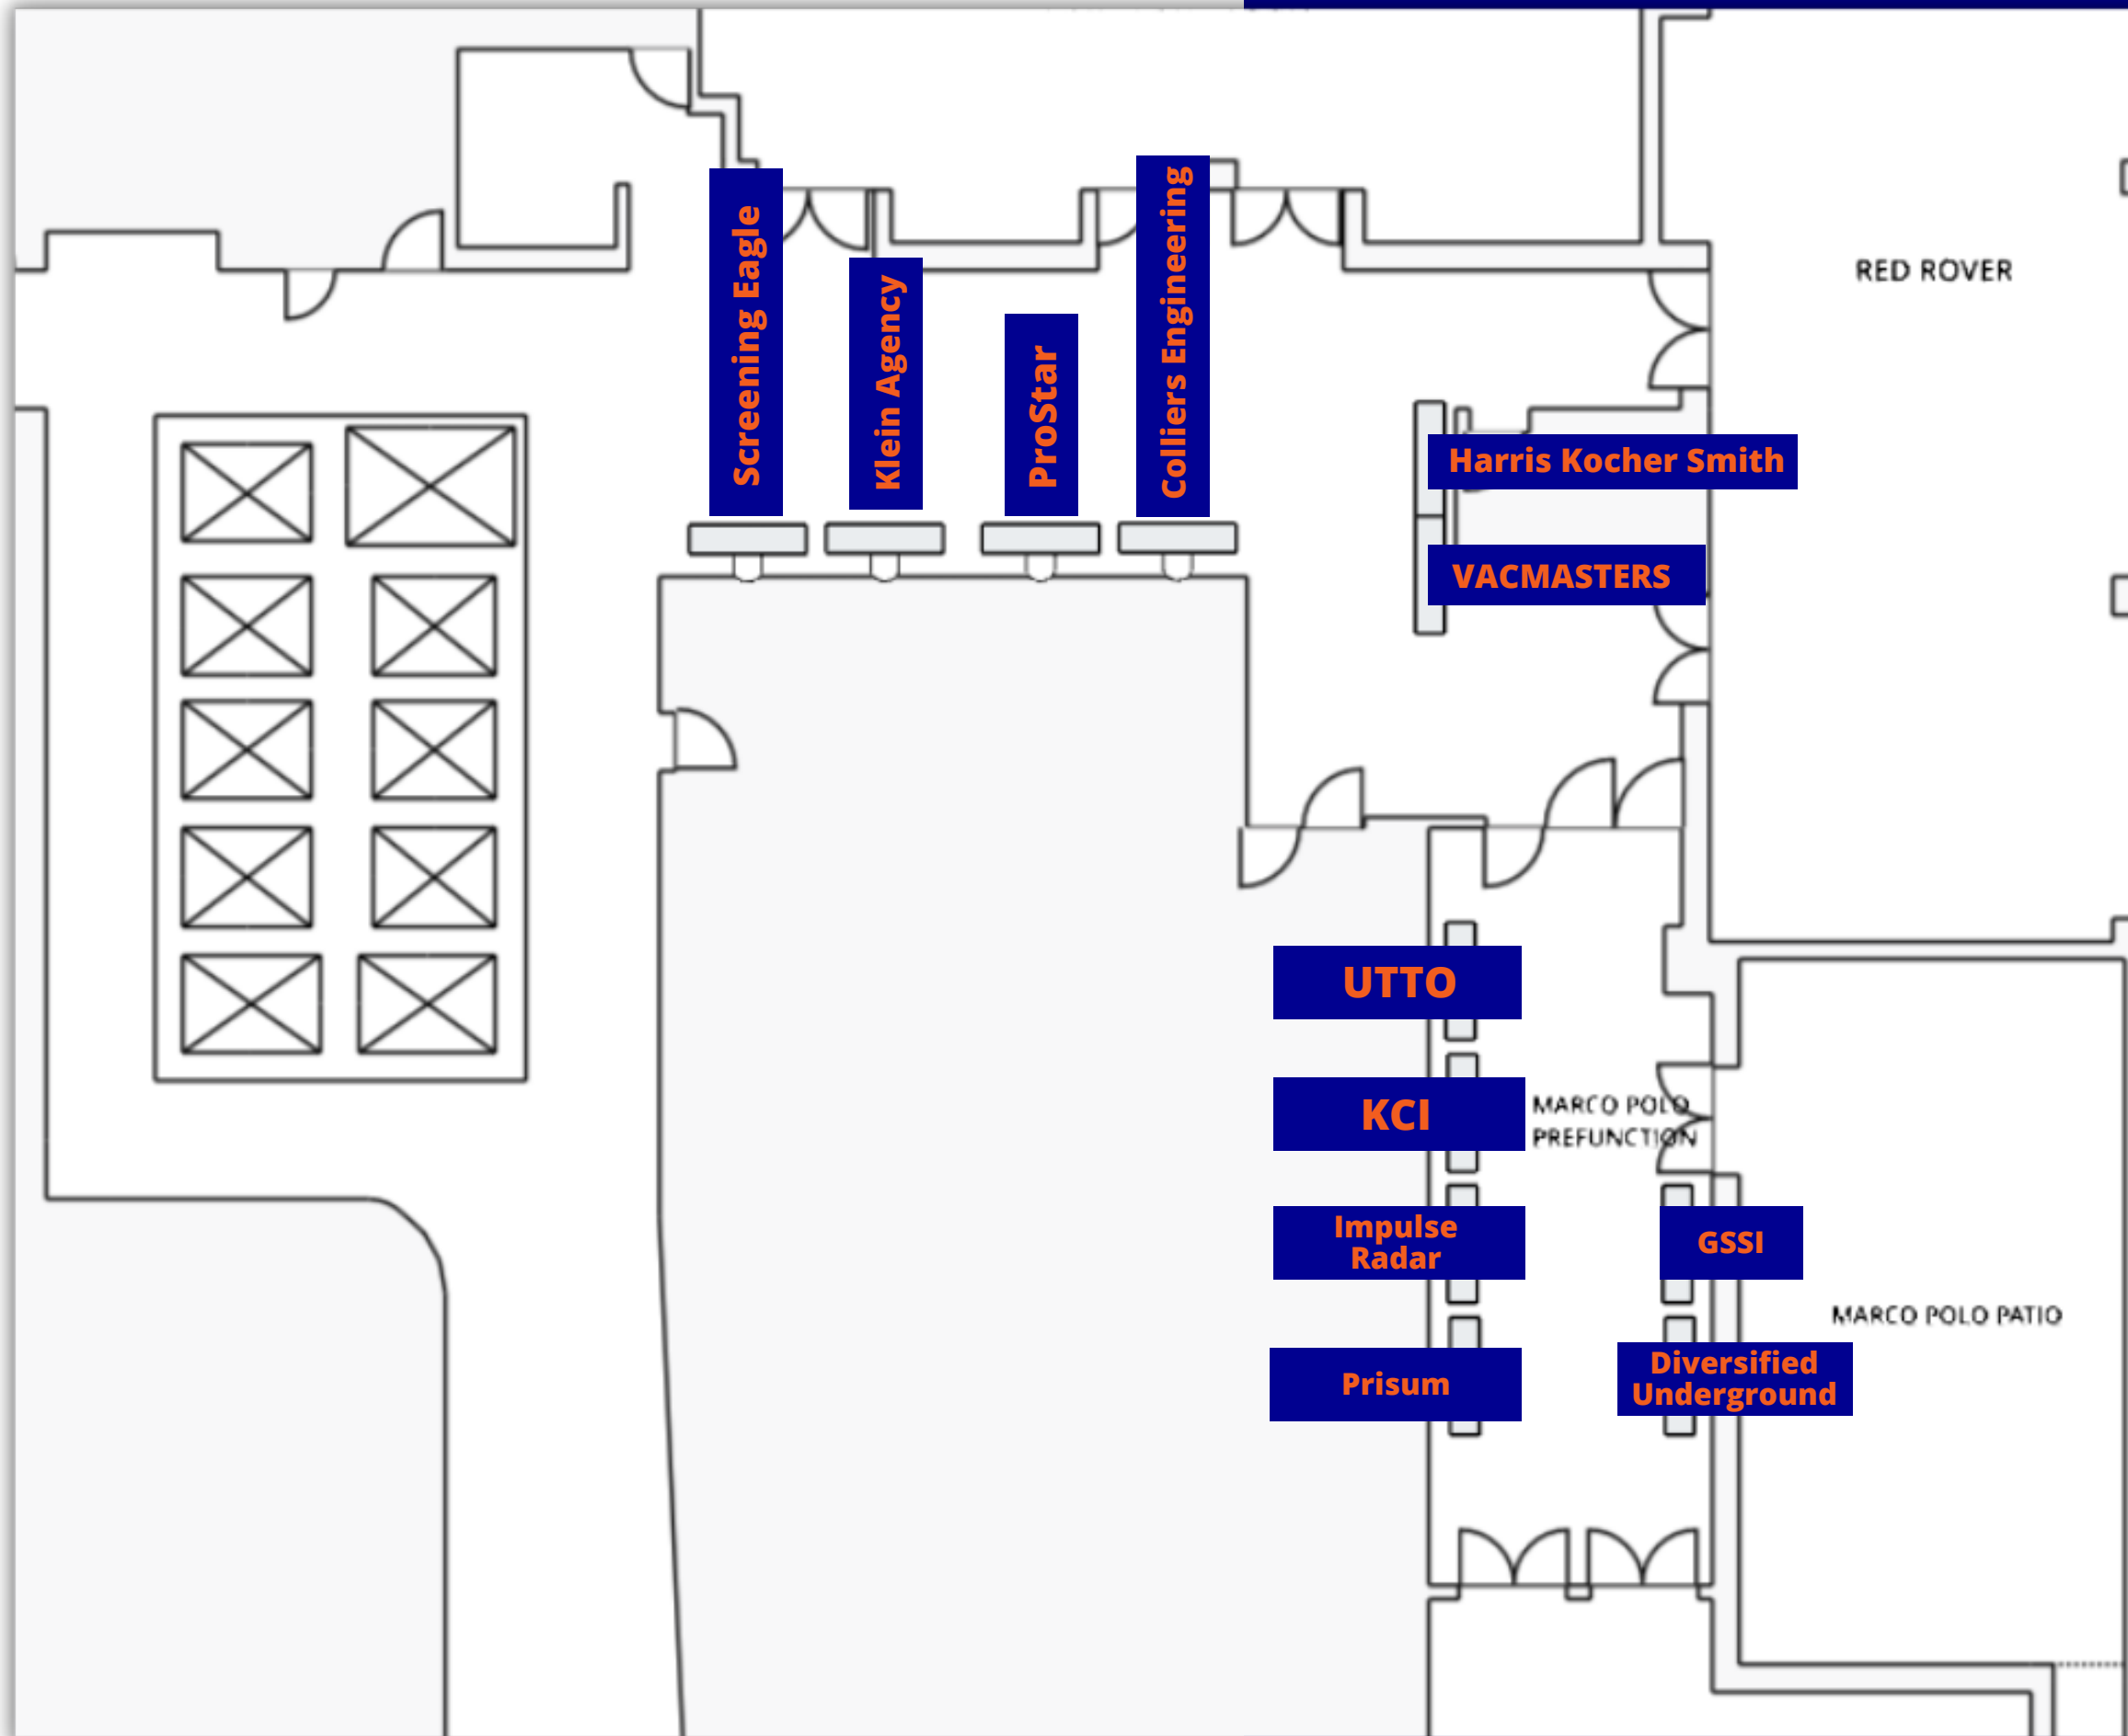 RED ROVER
Screening Eagle
Klein Agency
ProStar
Colliers Engineering
Harris Kocher Smith
VACMASTERS
UTTO
KCI
MARCO POLO
PREFUNCTION
Impulse
Radar
GSSI
MARCO POLO PATIO
Prisum
Diversified
Underground